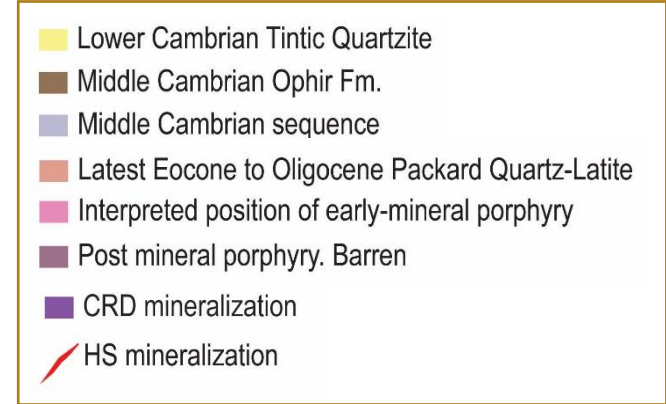 Lower Cambrian Tintic Quartzite
Middle Cambrian Ophir Fm.
Middle Cambrian sequence
Latest Eocone to Oligocene Packard Quartz-Latite
Interpreted position of early-mineral porphyry
Post mineral porphyry. Barren
CRD mineralization
HS mineralization